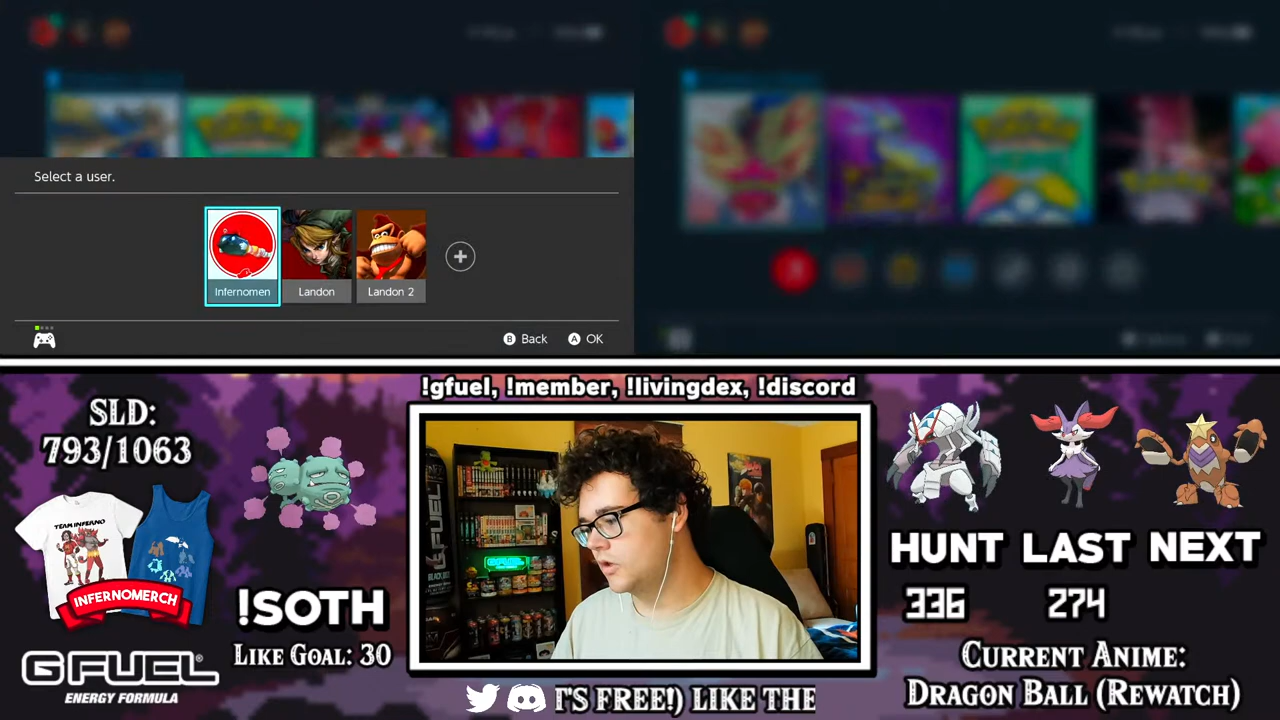 Select a user.
Infernomen
Landon
Landon 2
B Back
A OK
!gfuel, !member, !livingdex, !discord
SLD:
793/1063
TEAM INFERNO
INFERNOMERCH
G FUEL®
ENERGY FORMULA
!SOTH
LIKE GOAL: 30
GFUEL
HUNT
LAST
NEXT
336
274
CURRENT ANIME:
DRAGON BALL (REWATCH)
T'S FREE!) LIKE THE